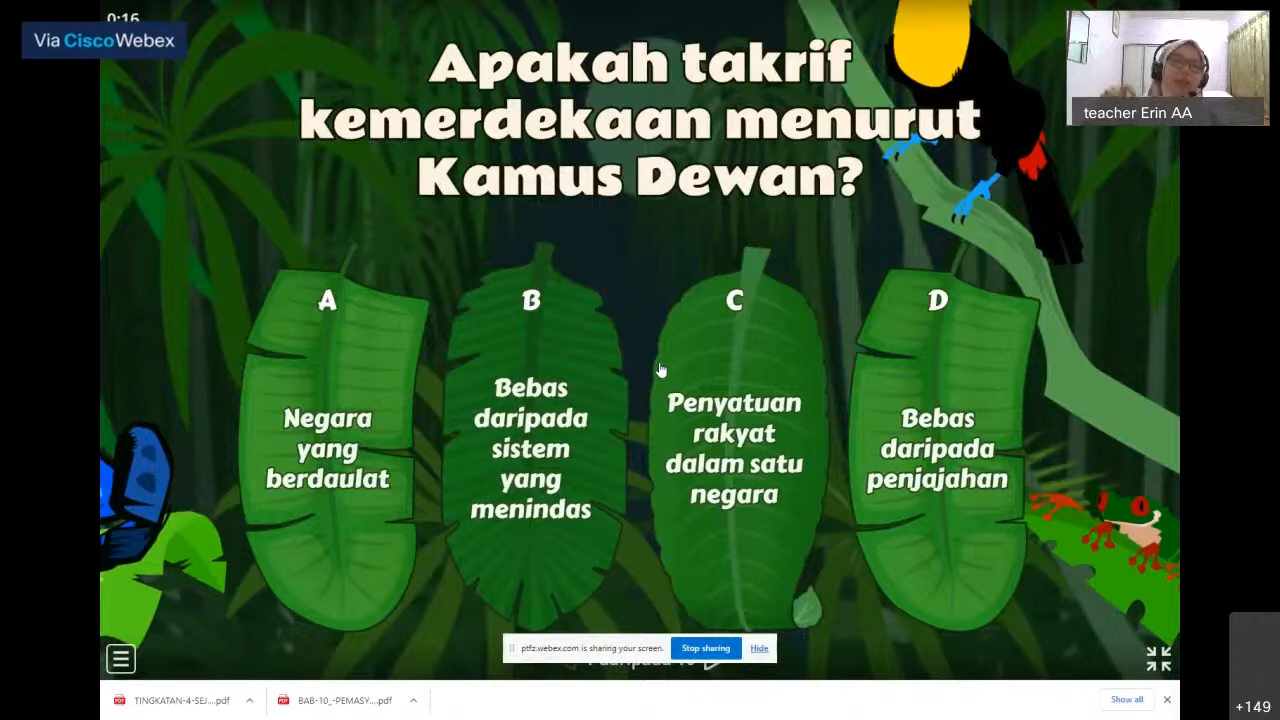 0:16
Via CiscoWebex
Apakah takrif
kemerdekaan menurut
Kamus Dewan?
teacher Erin AA
A
Negara
yang
berdaulat
B
Bebas
daripada
sistem
yang
menindas
C
Penyatuan
rakyat
dalam satu
negara
D
Bebas
daripada
penjajahan
ptfz.webex.com is sharing your screen.
Stop sharing
Hide
TINGKATAN-4-SEJ....pdf
BAB-10_-PEMASY....pdf
Show all
+149